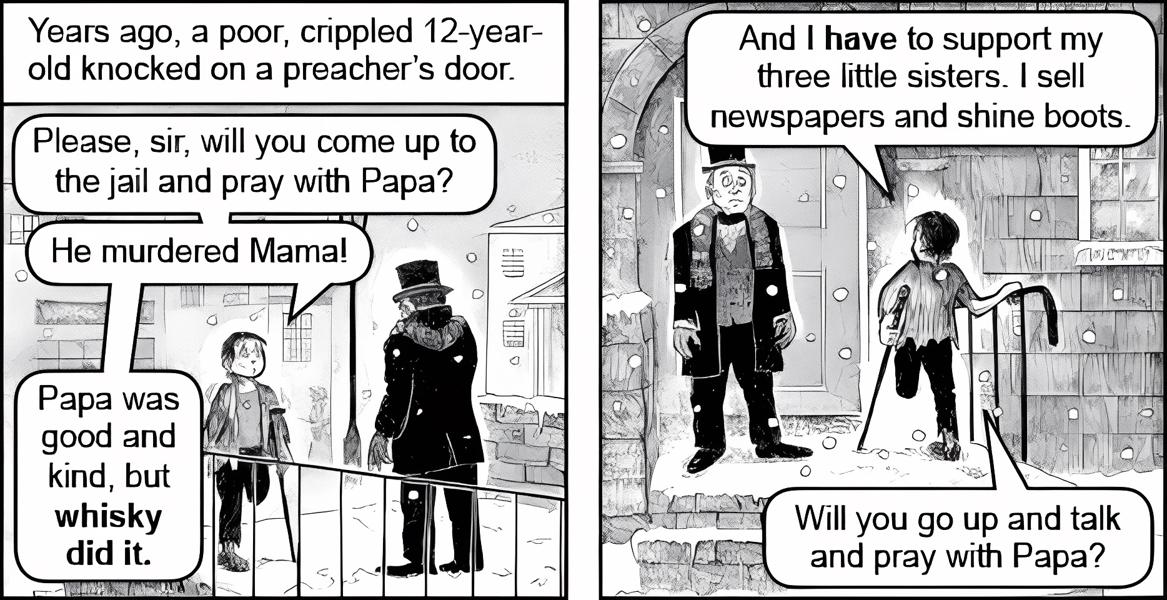 Years ago, a poor, crippled 12-year-
old knocked on a preacher's door.
Please, sir, will you come up to
the jail and pray with Papa?
He murdered Mama!
Papa was
good and
kind, but
whisky
did it.
And I have to support my
three little sisters. I sell
newspapers and shine boots.
Will you go up and talk
and pray with Papa?